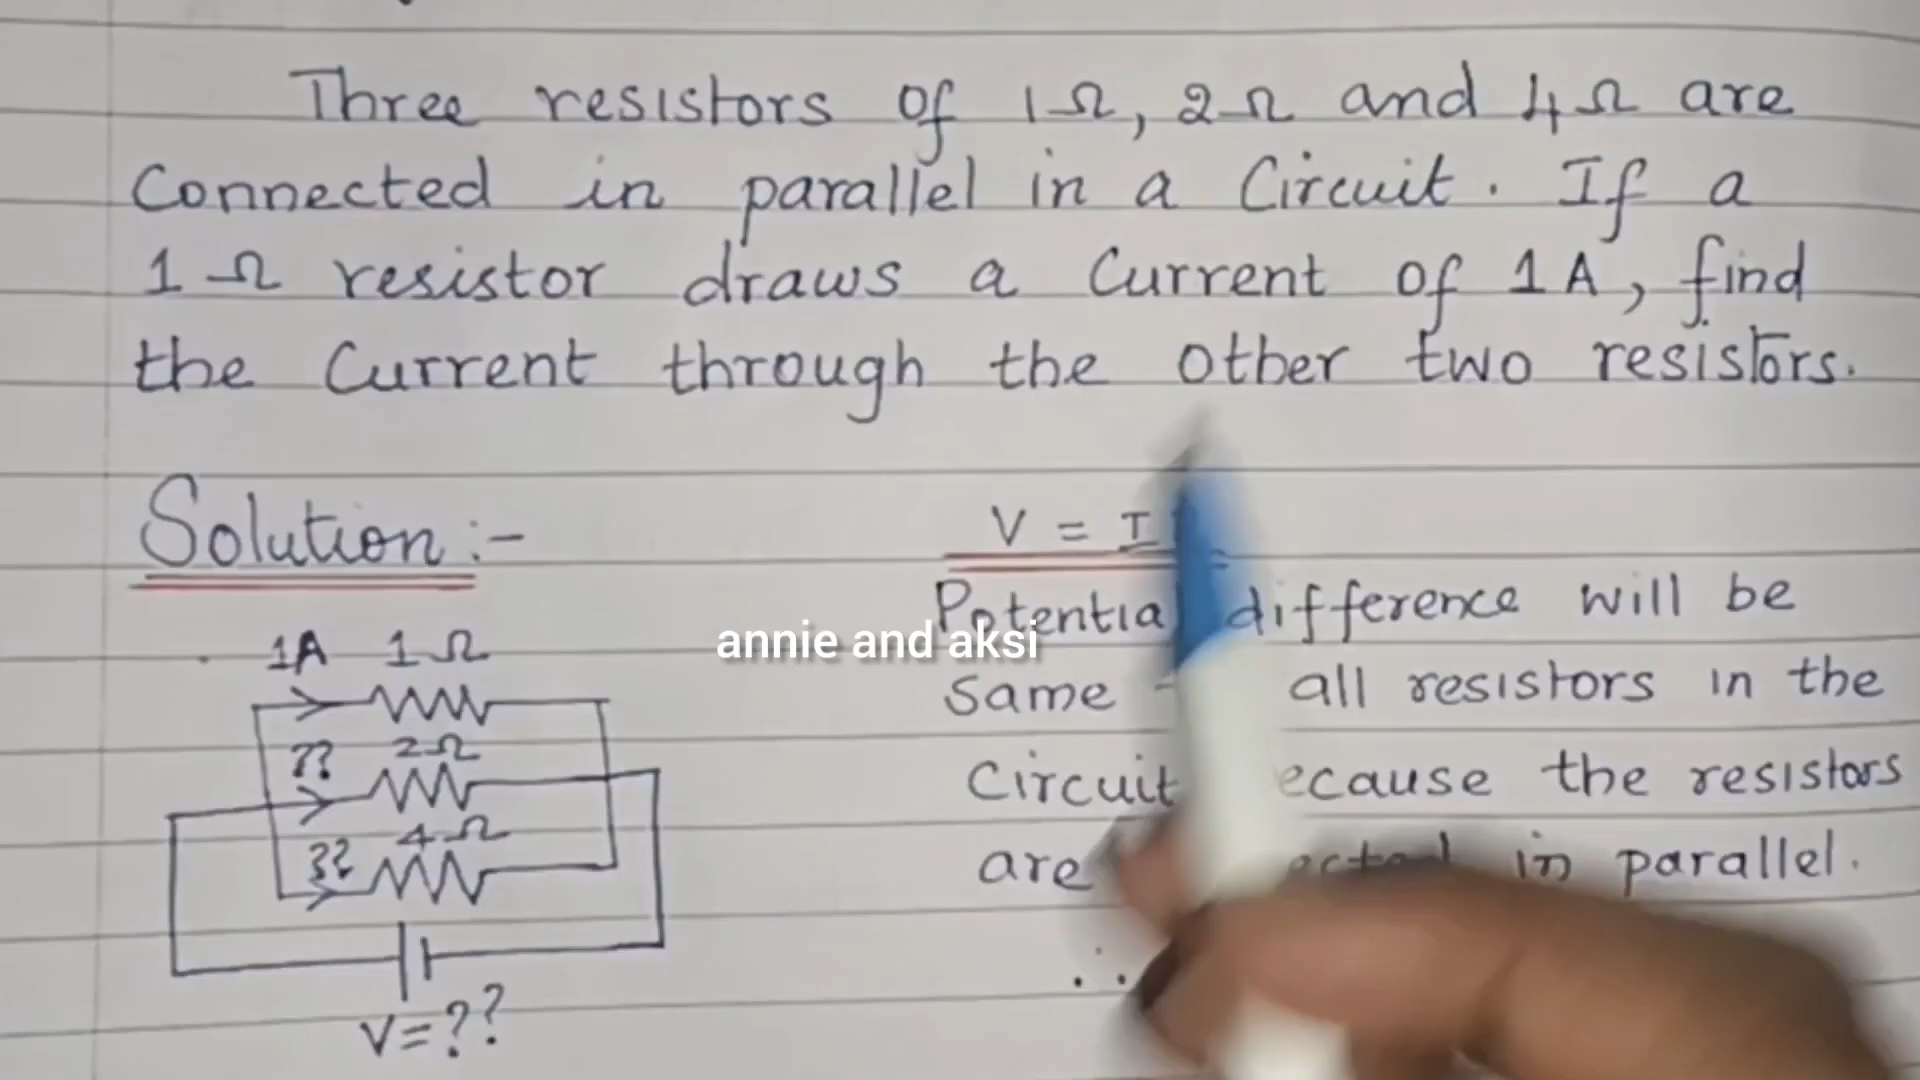 Three resistors of 1Ω, 2Ω and 4Ω are
Connected in parallel in a Circuit. If a
1Ω resistor draws a Current of 1A, find
the Current through the other two resistors.
Solution :-
V = I
Potential difference will be
same all resistors in the
Circuit the resistors
are in parallel.
∴
annie and aksi
1A 1Ω
?? 2Ω
?? 4Ω
V=??